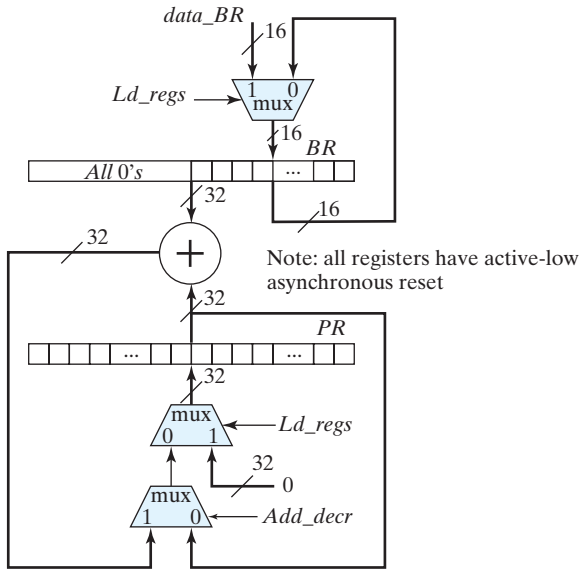 data_BR
16
1 0
mux
Ld_regs
16
BR
All 0's
...
32
16
32
+
Note: all registers have active-low
asynchronous reset
32
PR
...
...
32
mux
0 1
Ld_regs
32
0
mux
1 0
Add_decr